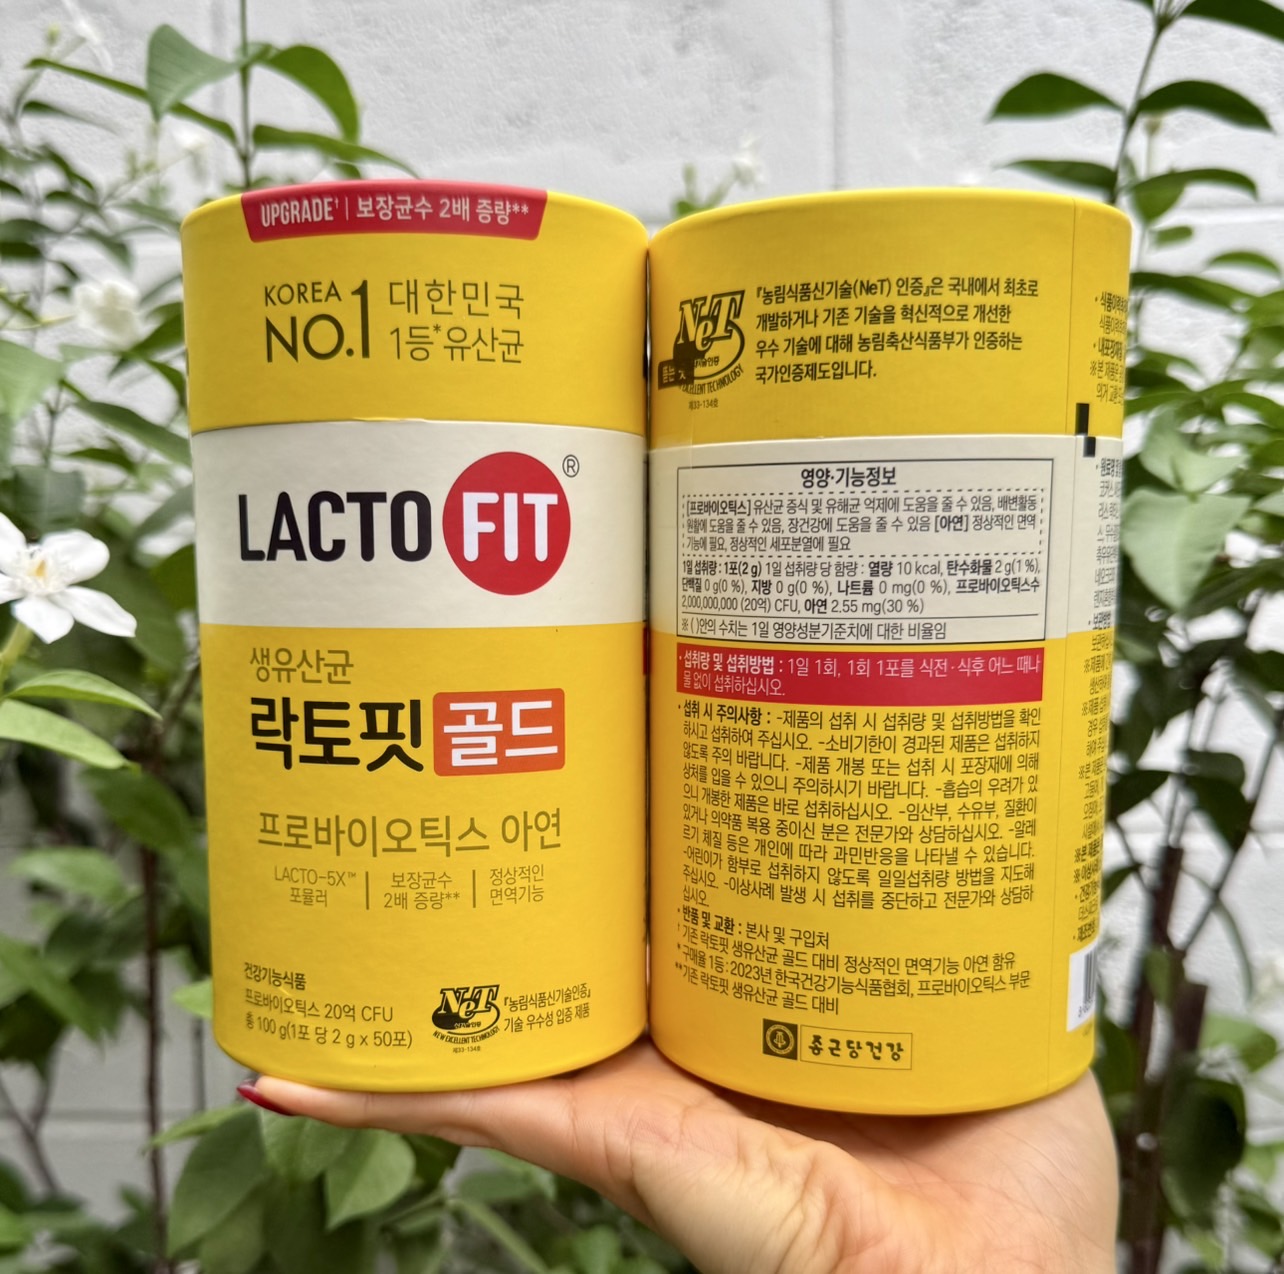 UPGRADE† | 보장균수 2배 증량**
KOREA
NO.1
대한민국
1등*유산균
LACTO FIT®
생유산균
락토핏 골드
프로바이오틱스 아연
LACTO-5X™
포뮬러
보장균수
2배 증량**
정상적인
면역기능
건강기능식품
프로바이오틱스 20억 CFU
총 100 g(1포 당 2 g x 50포)
NeT
신기술인증
NEW EXCELLENT TECHNOLOGY
제33-134호
『농림식품신기술인증』
기술 우수성 인증 제품
NeT
신기술인증
EXCELLENT TECHNOLOGY
제33-134호
뜯는 곳
『농림식품신기술(NeT) 인증』은 국내에서 최초로
개발하거나 기존 기술을 혁신적으로 개선한
우수 기술에 대해 농림축산식품부가 인증하는
국가인증제도입니다.
영양·기능정보
[프로바이오틱스] 유산균 증식 및 유해균 억제에 도움을 줄 수 있음, 배변활동
원활에 도움을 줄 수 있음, 장건강에 도움을 줄 수 있음 [아연] 정상적인 면역
기능에 필요, 정상적인 세포분열에 필요
1일 섭취량 : 1포(2 g) 1일 섭취량 당 함량 : 열량 10 kcal, 탄수화물 2 g(1%),
단백질 0 g(0 %), 지방 0 g(0 %), 나트륨 0 mg(0 %), 프로바이오틱스수
2,000,000,000 (20억) CFU, 아연 2.55 mg(30 %)
※ ( )안의 수치는 1일 영양성분기준치에 대한 비율임
· 섭취량 및 섭취방법 : 1일 1회, 1회 1포를 식전 · 식후 어느 때나
물 없이 섭취하십시오.
· 섭취 시 주의사항 : -제품의 섭취 시 섭취량 및 섭취방법을 확인
하시고 섭취하여 주십시오. -소비기한이 경과된 제품은 섭취하지
않도록 주의 바랍니다. -제품 개봉 또는 섭취 시 포장재에 의해
상처를 입을 수 있으니 주의하시기 바랍니다. -흡습의 우려가 있
으니 개봉한 제품은 바로 섭취하십시오. -임산부, 수유부, 질환이
있거나 의약품 복용 중이신 분은 전문가와 상담하십시오. -알레
르기 체질 등은 개인에 따라 과민반응을 나타낼 수 있습니다.
-어린이가 함부로 섭취하지 않도록 일일섭취량 방법을 지도해
주십시오. -이상사례 발생 시 섭취를 중단하고 전문가와 상담하
십시오.
· 반품 및 교환 : 본사 및 구입처
† 기존 락토핏 생유산균 골드 대비 정상적인 면역기능 아연 함유
* 구매율 1등 : 2023년 한국건강기능식품협회, 프로바이오틱스 부문
** 기존 락토핏 생유산균 골드 대비
종근당건강